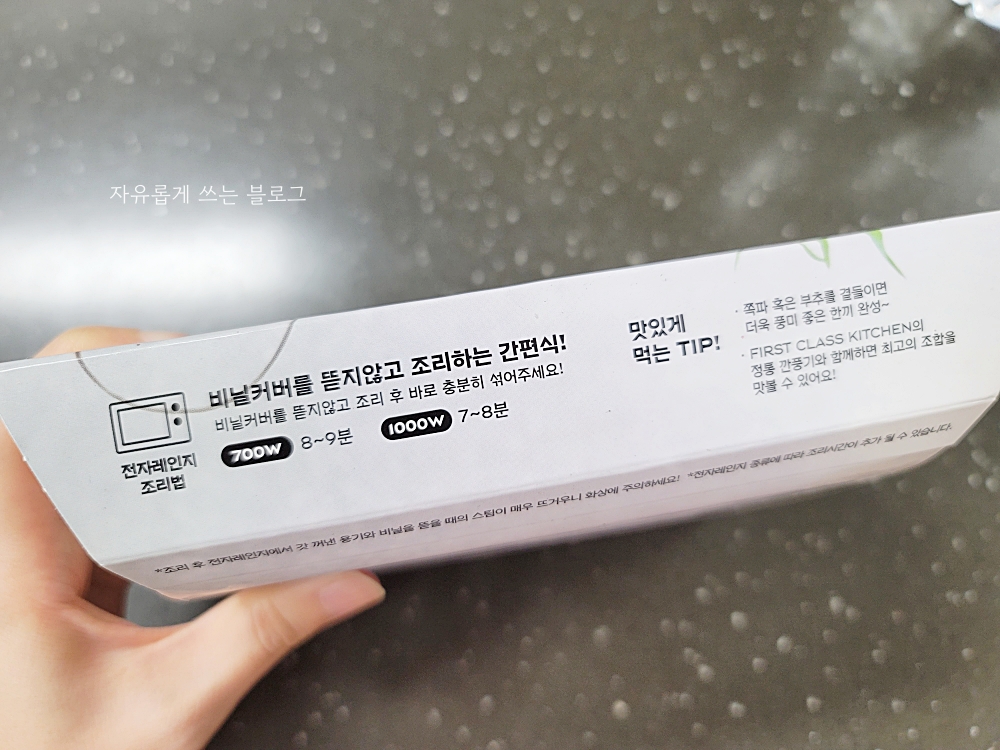 자유롭게 쓰는 블로그
비닐커버를 뜯지않고 조리하는 간편식!
비닐커버를 뜯지않고 조리 후 바로 충분히 섞어주세요!
700W 8~9분 1000W 7~8분
전자레인지
조리법
맛있게
먹는 TIP!
· 쪽파 혹은 부추를 곁들이면
더욱 풍미 좋은 한끼 완성~
· FIRST CLASS KITCHEN의
정통 깐풍기와 함께하면 최고의 조합을
맛볼 수 있어요!
*조리 후 전자레인지에서 갓 꺼낸 용기와 비닐을 뜯을 때의 스팀이 매우 뜨거우니 화상에 주의하세요! *전자레인지 종류에 따라 조리시간이 추가 될 수 있습니다.